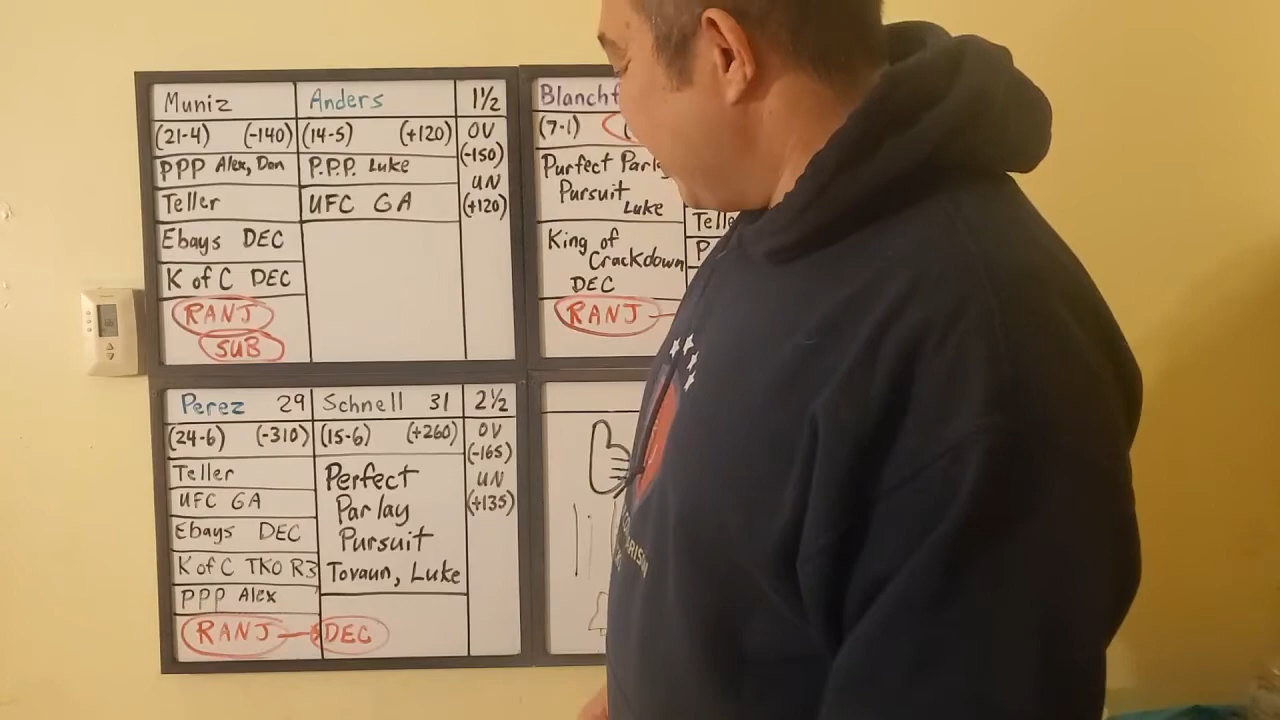 Muniz Anders 1½
(21-4) (-140) (14-5) (+120) OV
(-150)
PPP Alex, Don P.P.P. Luke
UN
Teller UFC GA (+120)
Ebays DEC
K of C DEC
RANJ
SUB
(7-1)
Purfect
Pursuit
Luke
Telle
King of
Crackdown
DEC
RANJ
Perez 29 Schnell 31 2½
(24-6) (-310) (15-6) (+260) OV
(-165)
Teller Perfect
UN
UFC GA Parlay (+135)
Ebays DEC Pursuit
K of C TKO R3 Tovaun, Luke
PPP Alex
RANJ DEC